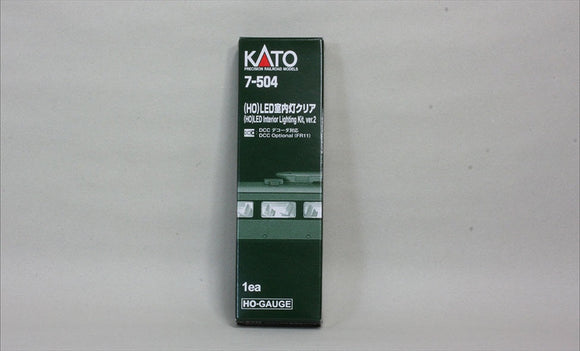 KATO
PRECISION RAILROAD MODELS
7-504
(HO)LED室内灯クリア
(HO)LED Interior Lighting Kit, ver.2
DCC デコーダ対応
DCC Optional (FR11)
1ea
HO-GAUGE